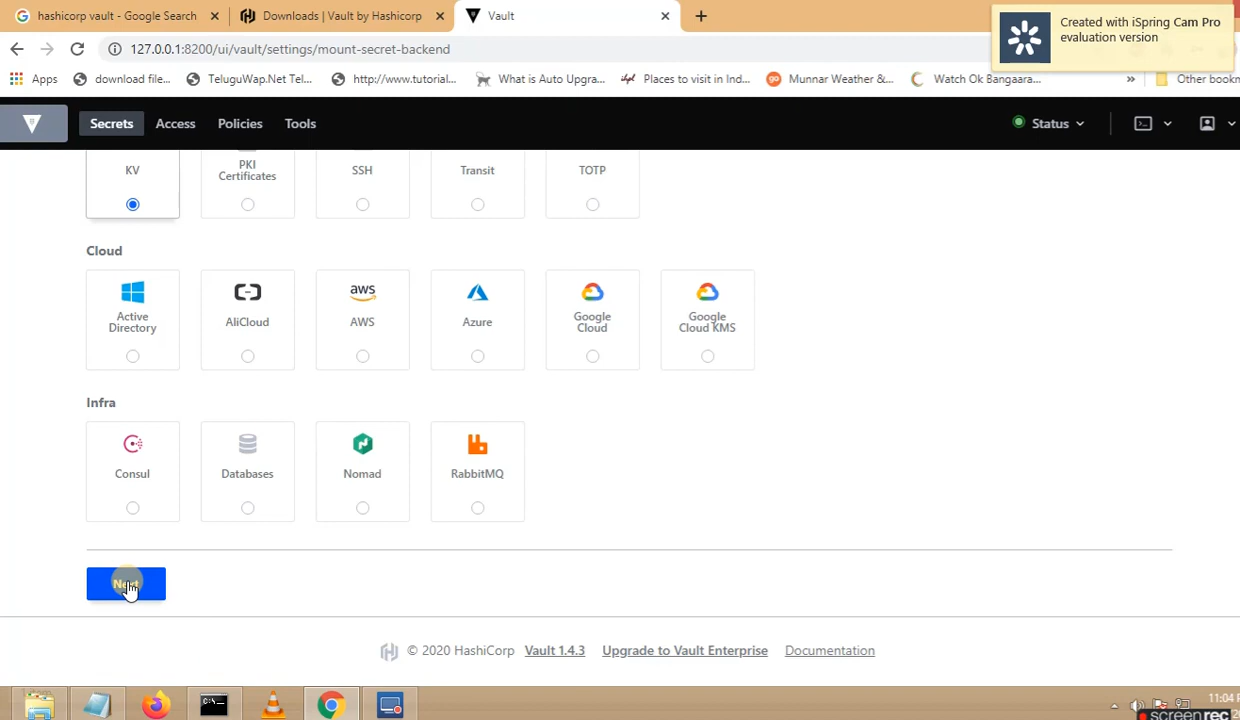 hashicorp vault - Google Search
Downloads | Vault by Hashicorp
Vault
Created with iSpring Cam Pro
evaluation version
127.0.0.1:8200/ui/vault/settings/mount-secret-backend
Apps
download file...
TeluguWap.Net Tel...
http://www.tutorial...
What is Auto Upgra...
Places to visit in Ind...
Munnar Weather &...
Watch Ok Bangaara...
»
Other bookm
Secrets
Access
Policies
Tools
Status
KV
PKI
Certificates
SSH
Transit
TOTP
Cloud
Active
Directory
AliCloud
aws
AWS
Azure
Google
Cloud
Google
Cloud KMS
Infra
Consul
Databases
Nomad
RabbitMQ
Next
© 2020 HashiCorp
Vault 1.4.3
Upgrade to Vault Enterprise
Documentation
11:04 P
screenrec